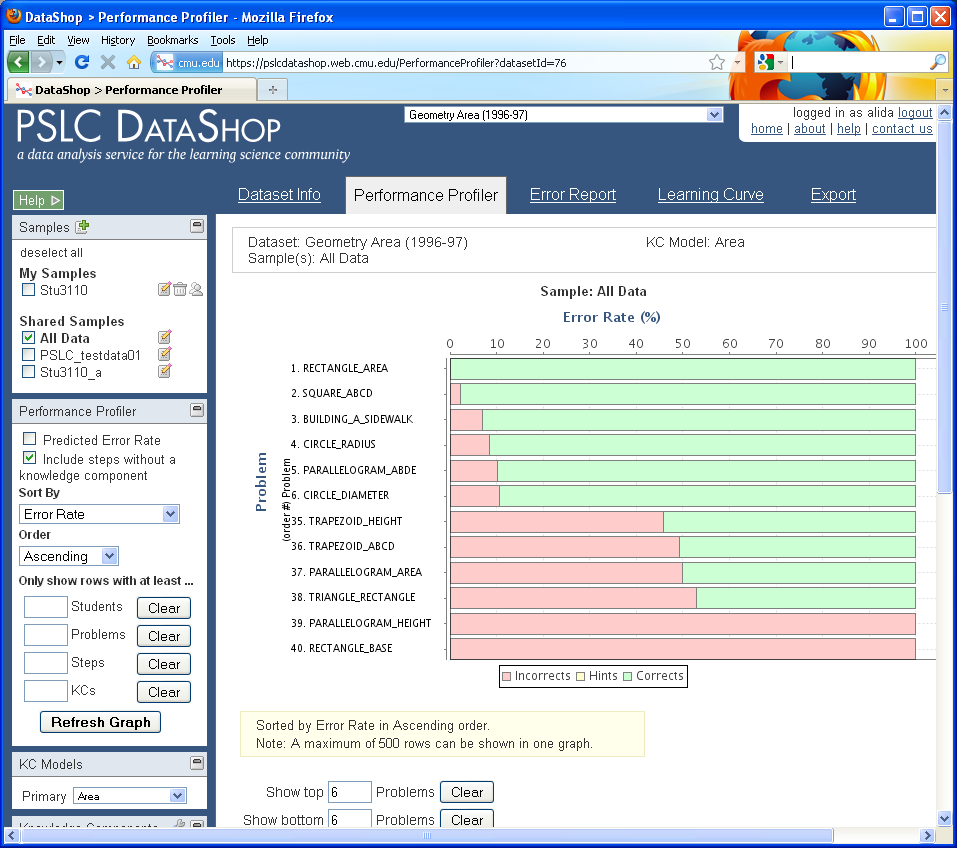 DataShop > Performance Profiler - Mozilla Firefox
File Edit View History Bookmarks Tools Help
cmu.edu https://pslcdatashop.web.cmu.edu/PerformanceProfiler?datasetId=76
DataShop > Performance Profiler
PSLC DATASHOP
a data analysis service for the learning science community
Geometry Area (1996-97)
logged in as alida logout
home | about | help | contact us
Help
Dataset Info Performance Profiler Error Report Learning Curve Export
Samples
deselect all
My Samples
Stu3110
Shared Samples
All Data
PSLC_testdata01
Stu3110_a
Performance Profiler
Predicted Error Rate
Include steps without a
knowledge component
Sort By
Error Rate
Order
Ascending
Only show rows with at least ...
Students Clear
Problems Clear
Steps Clear
KCs Clear
Refresh Graph
KC Models
Primary Area
Knowledge Components
Dataset: Geometry Area (1996-97) KC Model: Area
Sample(s): All Data
Sample: All Data
Error Rate (%)
0 10 20 30 40 50 60 70 80 90 100
Problem
(order #) Problem
1. RECTANGLE_AREA
2. SQUARE_ABCD
3. BUILDING_A_SIDEWALK
4. CIRCLE_RADIUS
5. PARALLELOGRAM_ABDE
6. CIRCLE_DIAMETER
35. TRAPEZOID_HEIGHT
36. TRAPEZOID_ABCD
37. PARALLELOGRAM_AREA
38. TRIANGLE_RECTANGLE
39. PARALLELOGRAM_HEIGHT
40. RECTANGLE_BASE
Incorrects Hints Corrects
Sorted by Error Rate in Ascending order.
Note: A maximum of 500 rows can be shown in one graph.
Show top 6 Problems Clear
Show bottom 6 Problems Clear